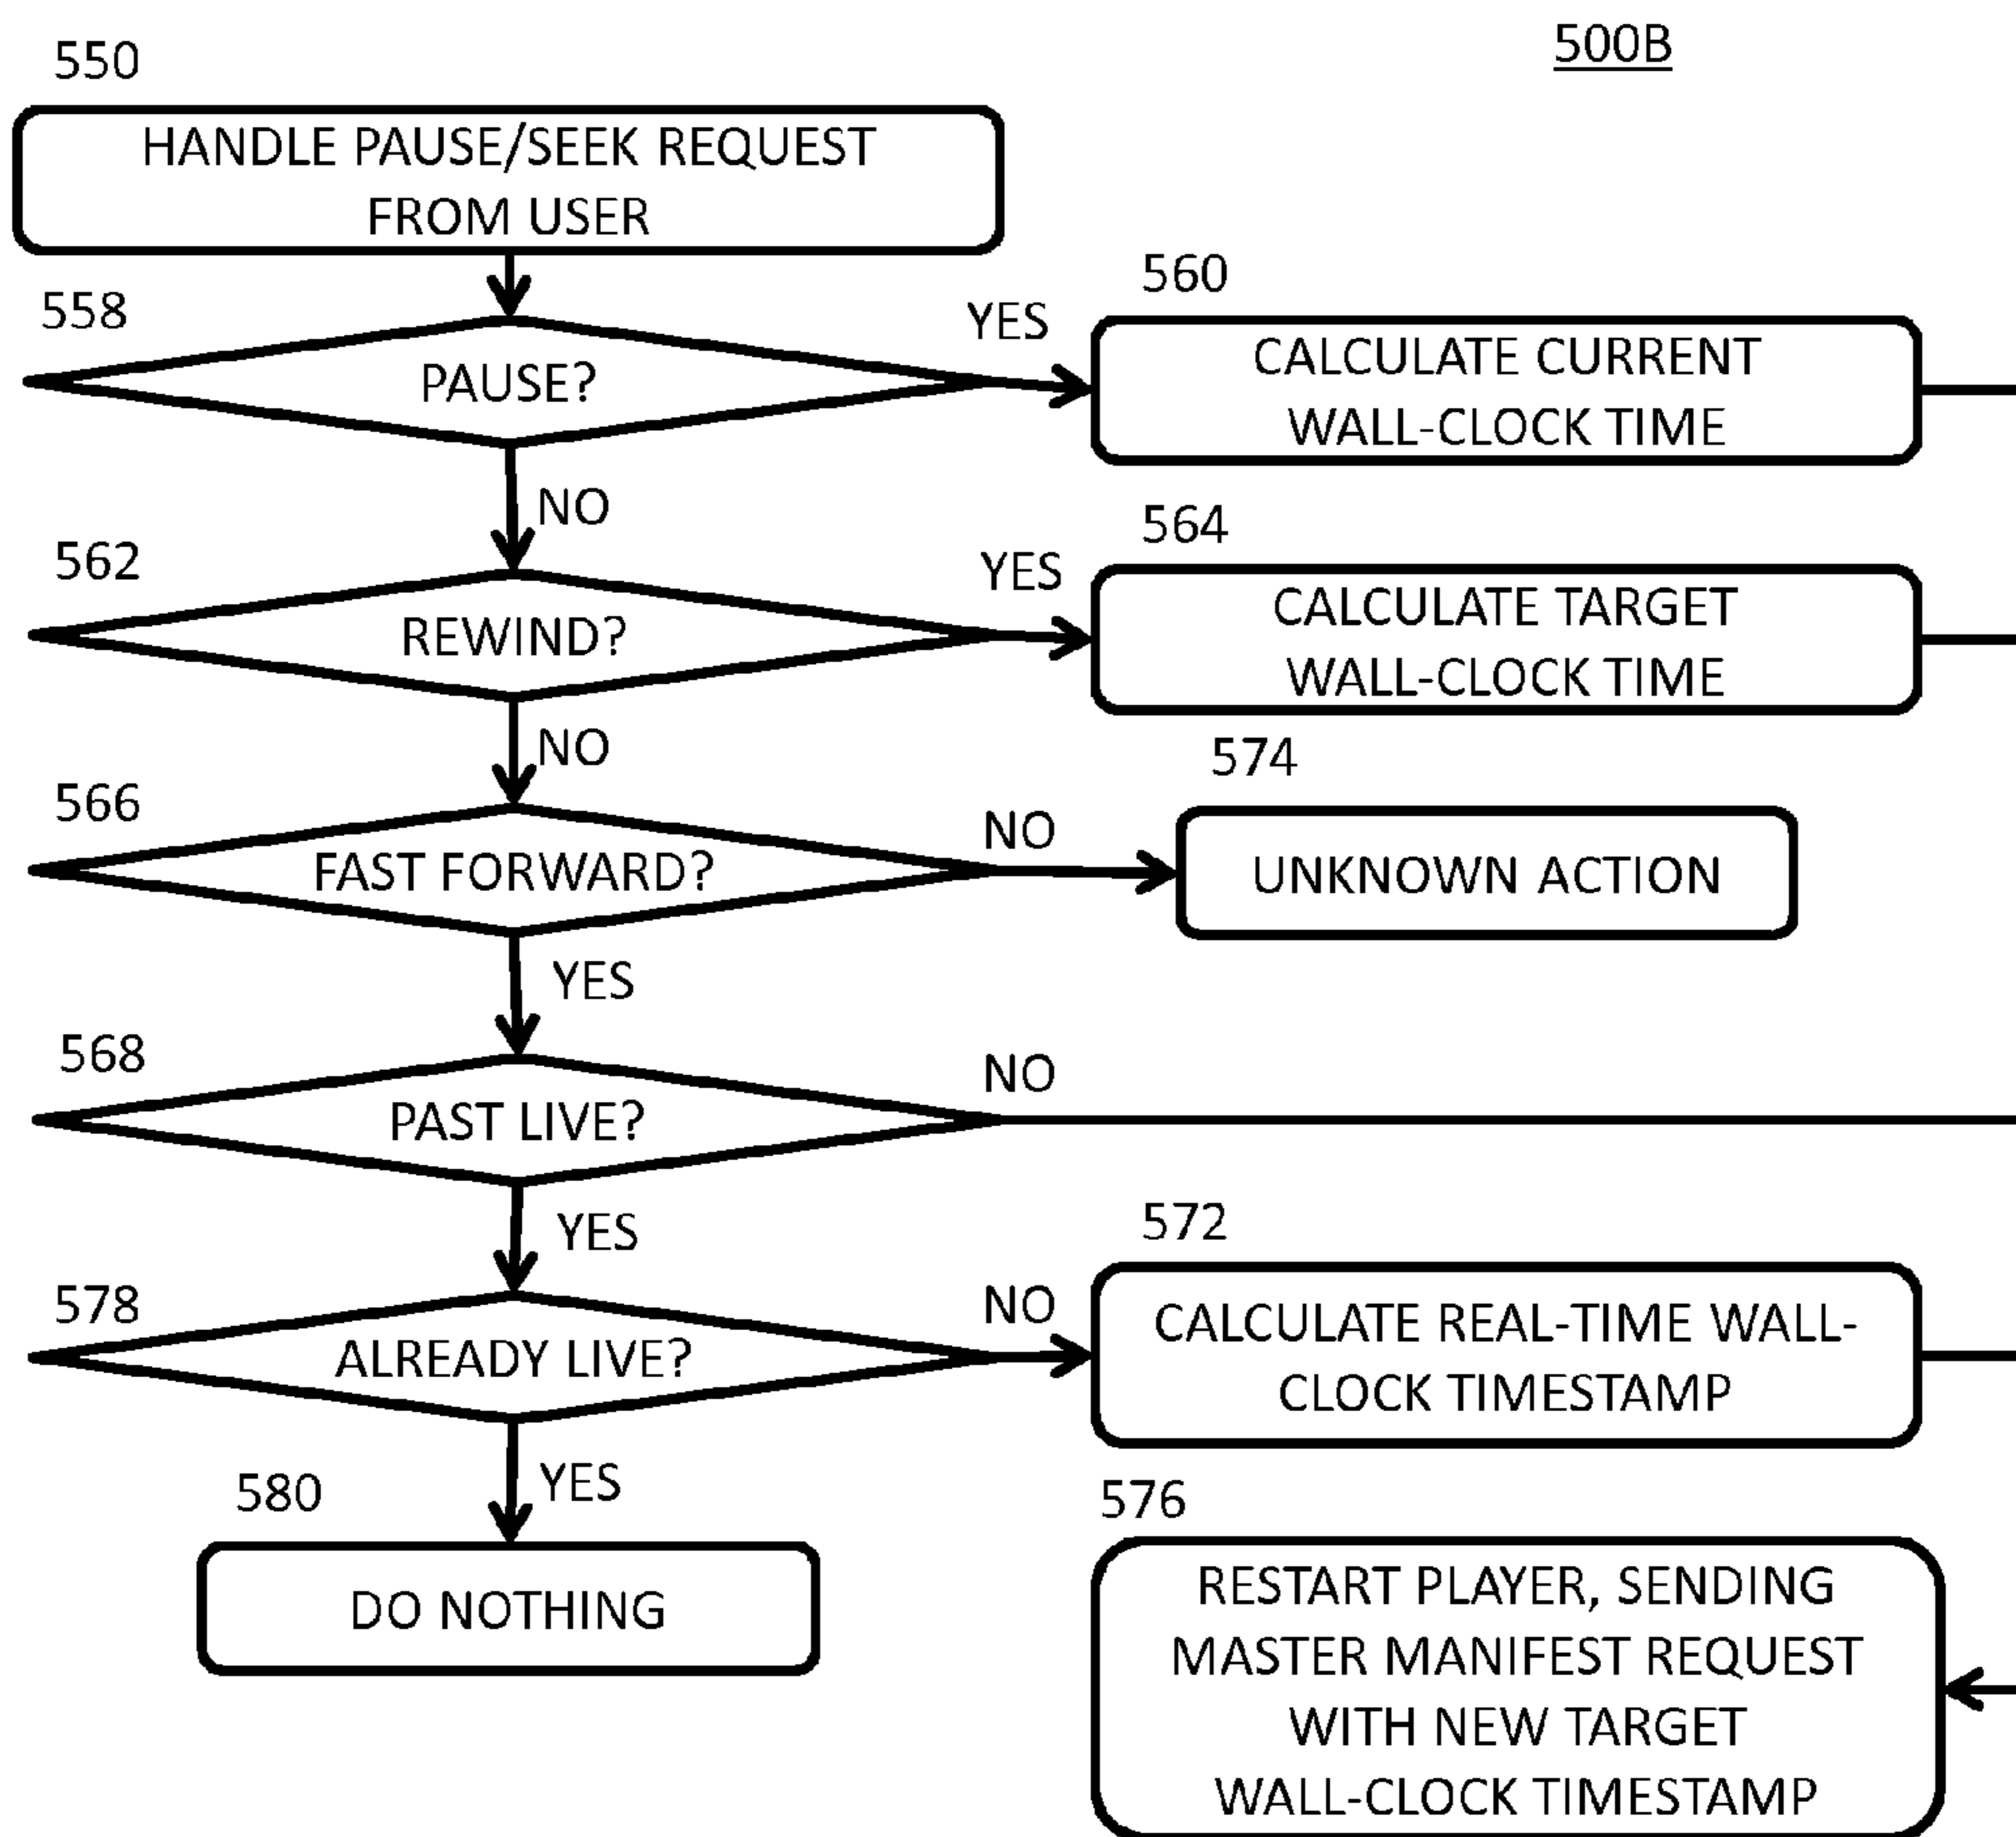 500B
550
HANDLE PAUSE/SEEK REQUEST
FROM USER
558
PAUSE?
YES
560
CALCULATE CURRENT
WALL-CLOCK TIME
NO
562
REWIND?
YES
564
CALCULATE TARGET
WALL-CLOCK TIME
NO
566
FAST FORWARD?
NO
574
UNKNOWN ACTION
YES
568
PAST LIVE?
NO
YES
578
ALREADY LIVE?
NO
572
CALCULATE REAL-TIME WALL-
CLOCK TIMESTAMP
YES
580
DO NOTHING
576
RESTART PLAYER, SENDING
MASTER MANIFEST REQUEST
WITH NEW TARGET
WALL-CLOCK TIMESTAMP